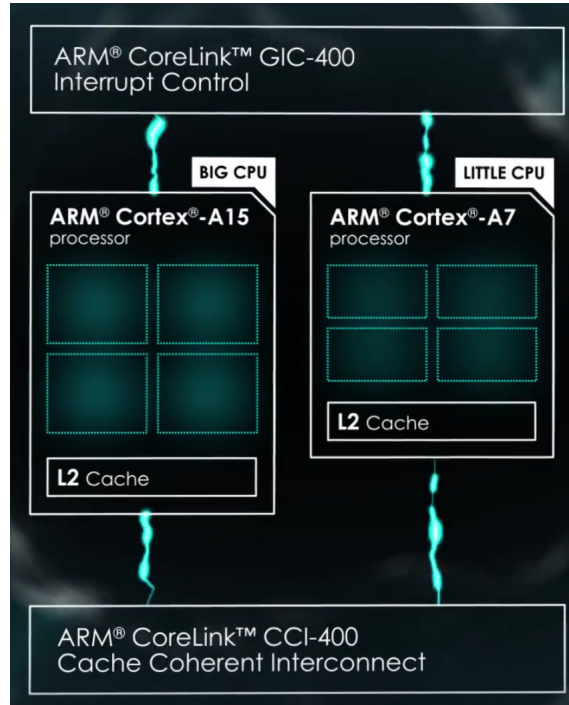 ARM® CoreLink™ GIC-400
Interrupt Control
BIG CPU
ARM® Cortex®-A15
processor
L2 Cache
LITTLE CPU
ARM® Cortex®-A7
processor
L2 Cache
ARM® CoreLink™ CCI-400
Cache Coherent Interconnect